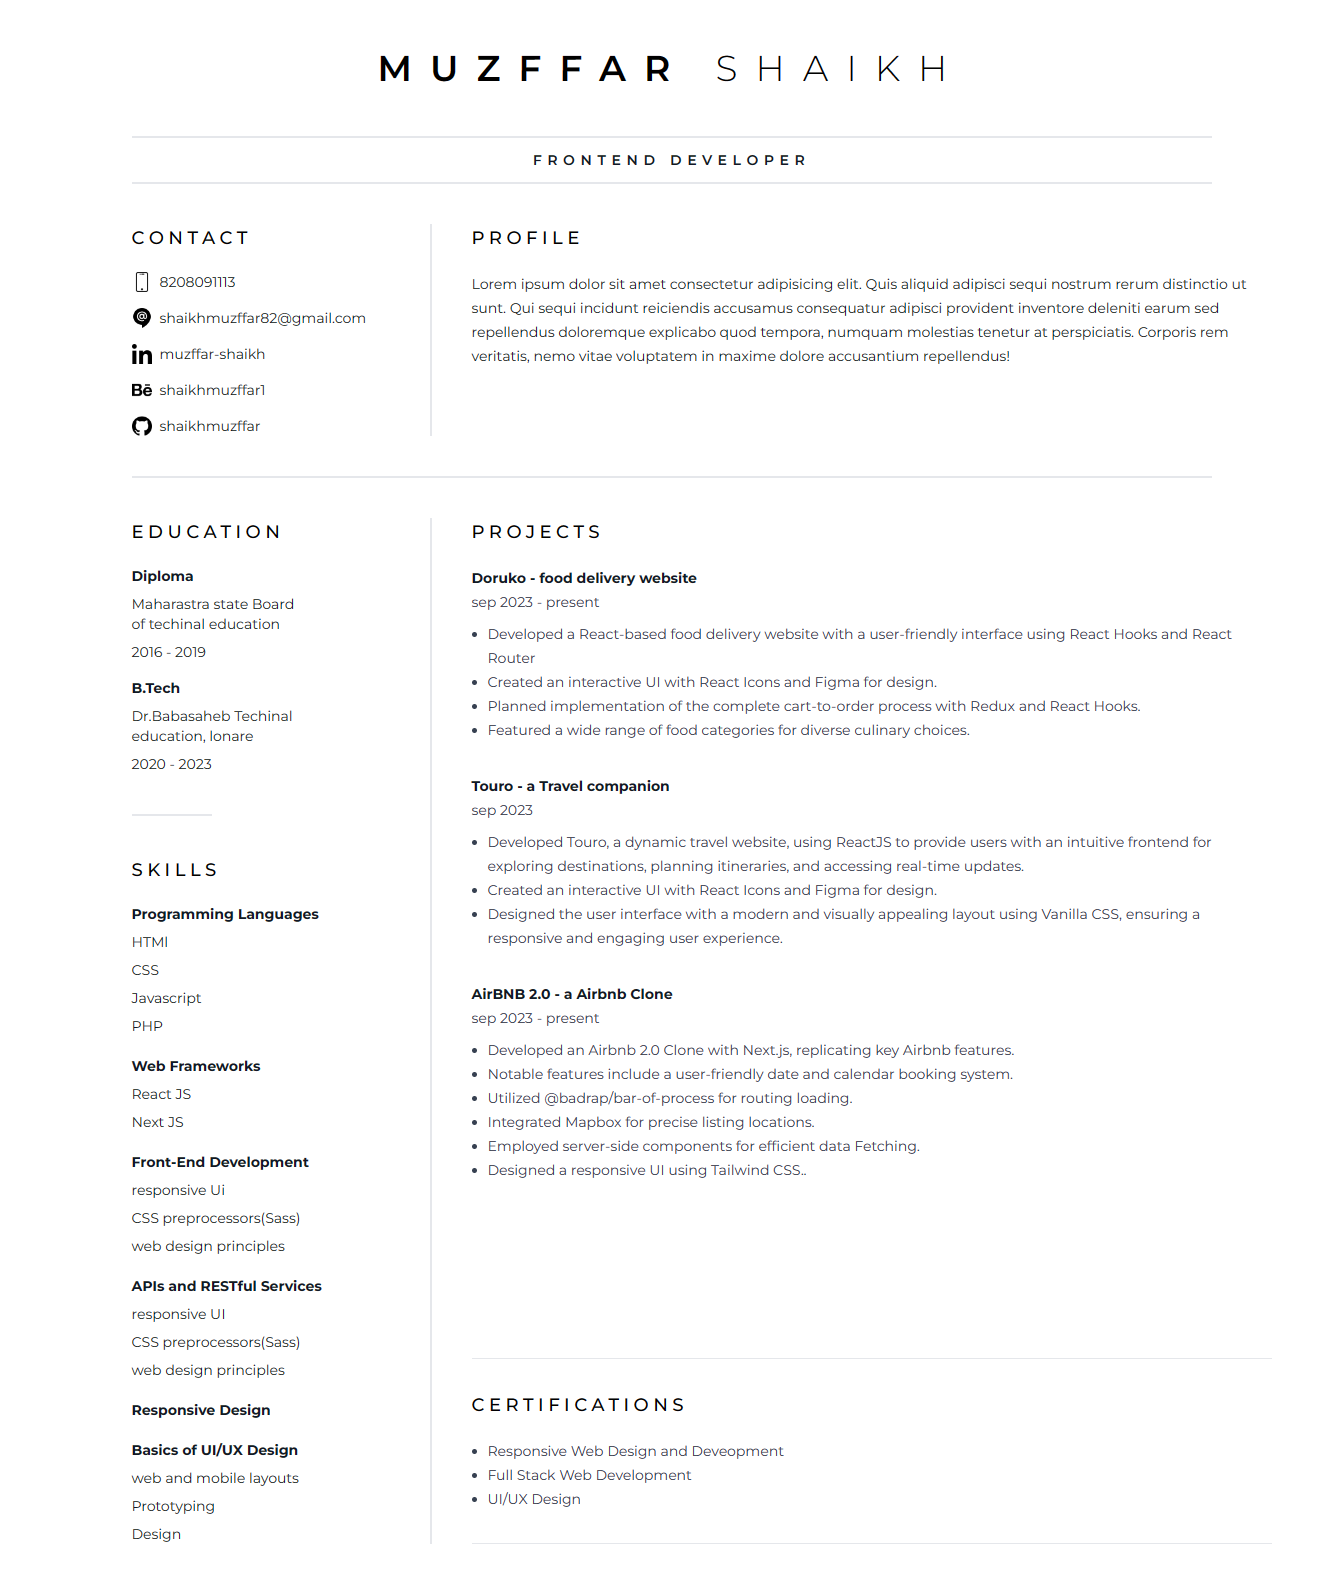 MUZFFAR SHAIKH
FRONTEND DEVELOPER
CONTACT
8208091113
shaikhmuzffar82@gmail.com
muzffar-shaikh
shaikhmuzffar1
shaikhmuzffar
PROFILE
Lorem ipsum dolor sit amet consectetur adipisicing elit. Quis aliquid adipisci sequi nostrum rerum distinctio ut
sunt. Qui sequi incidunt reiciendis accusamus consequatur adipisci provident inventore deleniti earum sed
repellendus doloremque explicabo quod tempora, numquam molestias tenetur at perspiciatis. Corporis rem
veritatis, nemo vitae voluptatem in maxime dolore accusantium repellendus!
EDUCATION
Diploma
Maharastra state Board
of techinal education
2016 - 2019
B.Tech
Dr.Babasaheb Techinal
education, lonare
2020 - 2023
SKILLS
Programming Languages
HTMl
CSS
Javascript
PHP
Web Frameworks
React JS
Next JS
Front-End Development
responsive Ui
CSS preprocessors(Sass)
web design principles
APIs and RESTful Services
responsive UI
CSS preprocessors(Sass)
web design principles
Responsive Design
Basics of UI/UX Design
web and mobile layouts
Prototyping
Design
PROJECTS
Doruko - food delivery website
sep 2023 - present
• Developed a React-based food delivery website with a user-friendly interface using React Hooks and React
Router
• Created an interactive UI with React Icons and Figma for design.
• Planned implementation of the complete cart-to-order process with Redux and React Hooks.
• Featured a wide range of food categories for diverse culinary choices.
Touro - a Travel companion
sep 2023
• Developed Touro, a dynamic travel website, using ReactJS to provide users with an intuitive frontend for
exploring destinations, planning itineraries, and accessing real-time updates.
• Created an interactive UI with React Icons and Figma for design.
• Designed the user interface with a modern and visually appealing layout using Vanilla CSS, ensuring a
responsive and engaging user experience.
AirBNB 2.0 - a Airbnb Clone
sep 2023 - present
• Developed an Airbnb 2.0 Clone with Next.js, replicating key Airbnb features.
• Notable features include a user-friendly date and calendar booking system.
• Utilized @badrap/bar-of-process for routing loading.
• Integrated Mapbox for precise listing locations.
• Employed server-side components for efficient data Fetching.
• Designed a responsive UI using Tailwind CSS..
CERTIFICATIONS
• Responsive Web Design and Deveopment
• Full Stack Web Development
• UI/UX Design